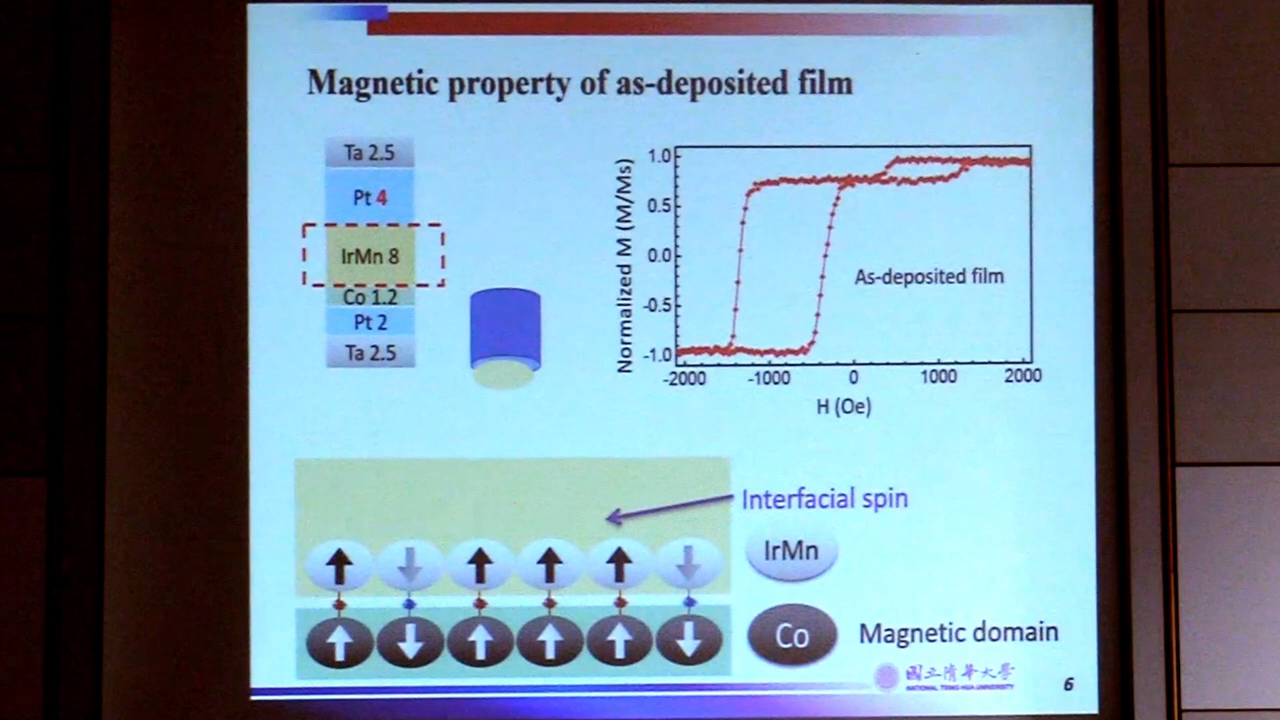 Magnetic property of as-deposited film
Ta 2.5
Pt 4
IrMn 8
Co 1.2
Pt 2
Ta 2.5
Normalized M (M/Ms)
1.0
0.5
0.0
-0.5
-1.0
As-deposited film
-2000
-1000
0
1000
2000
H (Oe)
Interfacial spin
IrMn
Co
Magnetic domain
國立清華大學
NATIONAL TSING HUA UNIVERSITY
6